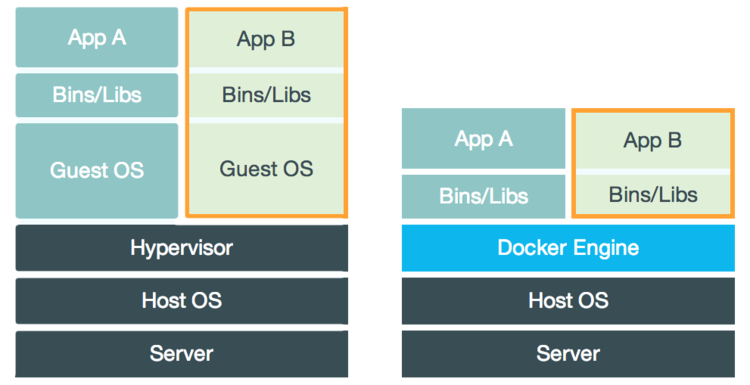 App A
App B
Bins/Libs
Bins/Libs
Guest OS
Guest OS
Hypervisor
Host OS
Server
App A
App B
Bins/Libs
Bins/Libs
Docker Engine
Host OS
Server